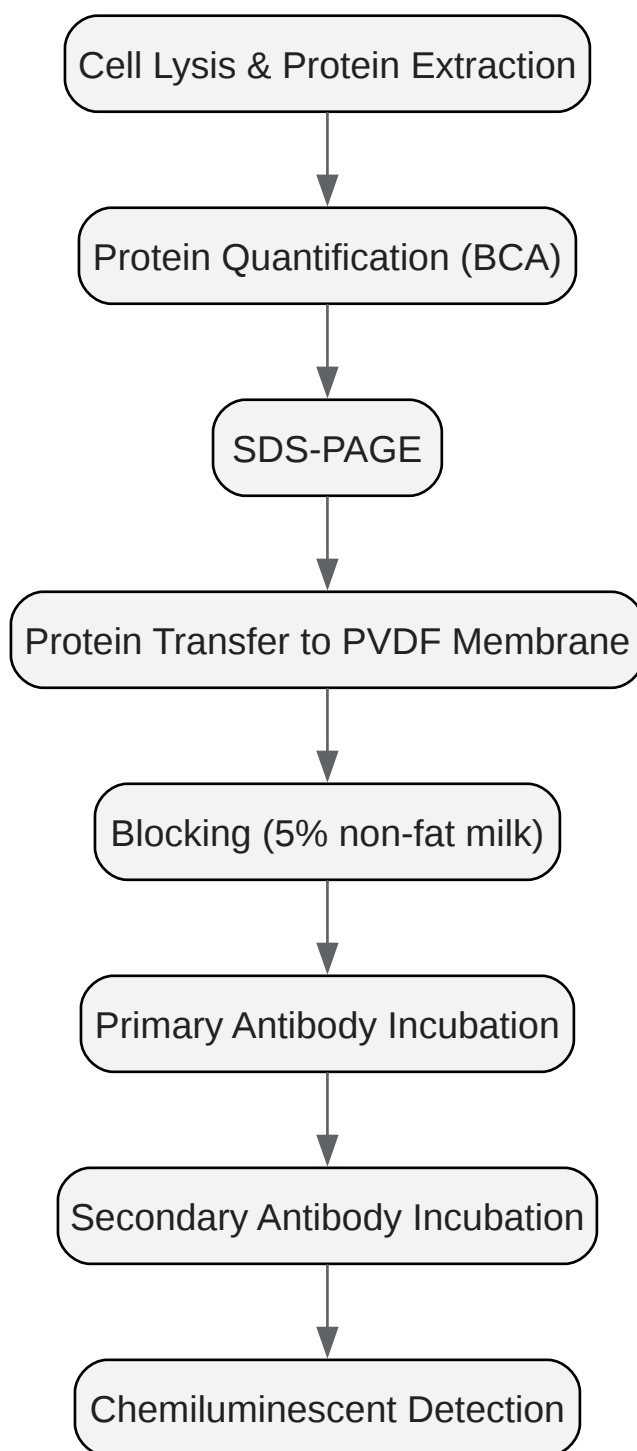 Cell Lysis & Protein Extraction
Protein Quantification (BCA)
SDS-PAGE
Protein Transfer to PVDF Membrane
Blocking (5% non-fat milk)
Primary Antibody Incubation
Secondary Antibody Incubation
Chemiluminescent Detection